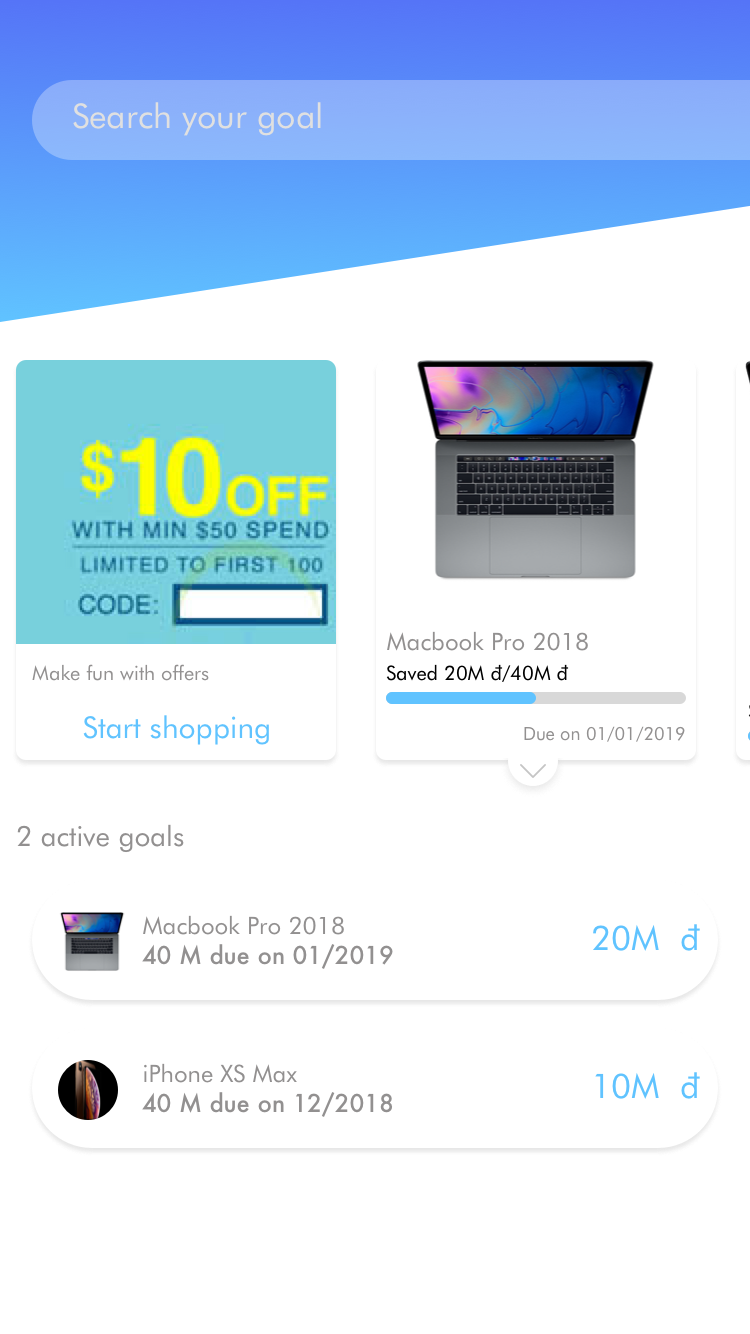 Search your goal
$10 OFF
WITH MIN $50 SPEND
LIMITED TO FIRST 100
CODE:
Make fun with offers
Start shopping
Macbook Pro 2018
Saved 20M đ/40M đ
Due on 01/01/2019
2 active goals
Macbook Pro 2018
40 M due on 01/2019
20M đ
iPhone XS Max
40 M due on 12/2018
10M đ